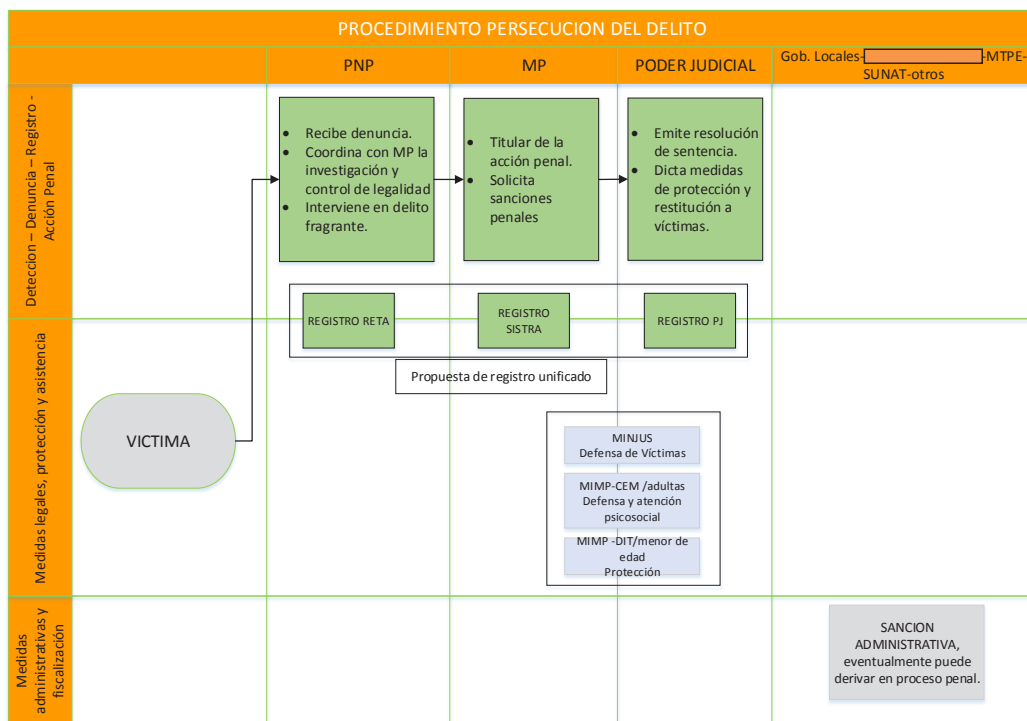 PROCEDIMIENTO PERSECUCION DEL DELITO
PNP
MP
PODER JUDICIAL
Gob. Locales- -MTPE-
SUNAT-otros
Deteccion – Denuncia – Registro -
Acción Penal
• Recibe denuncia.
• Coordina con MP la
investigación y
control de legalidad
• Interviene en delito
fragrante.
• Titular de la
acción penal.
• Solicita
sanciones
penales
• Emite resolución
de sentencia.
• Dicta medidas
de protección y
restitución a
víctimas.
REGISTRO RETA
REGISTRO
SISTRA
REGISTRO PJ
Propuesta de registro unificado
Medidas legales, protección y asistencia
VICTIMA
MINJUS
Defensa de Víctimas
MIMP-CEM /adultas
Defensa y atención
psicosocial
MIMP -DIT/menor de
edad
Protección
Medidas
administrativas y
fiscalización
SANCION
ADMINISTRATIVA,
eventualmente puede
derivar en proceso penal.